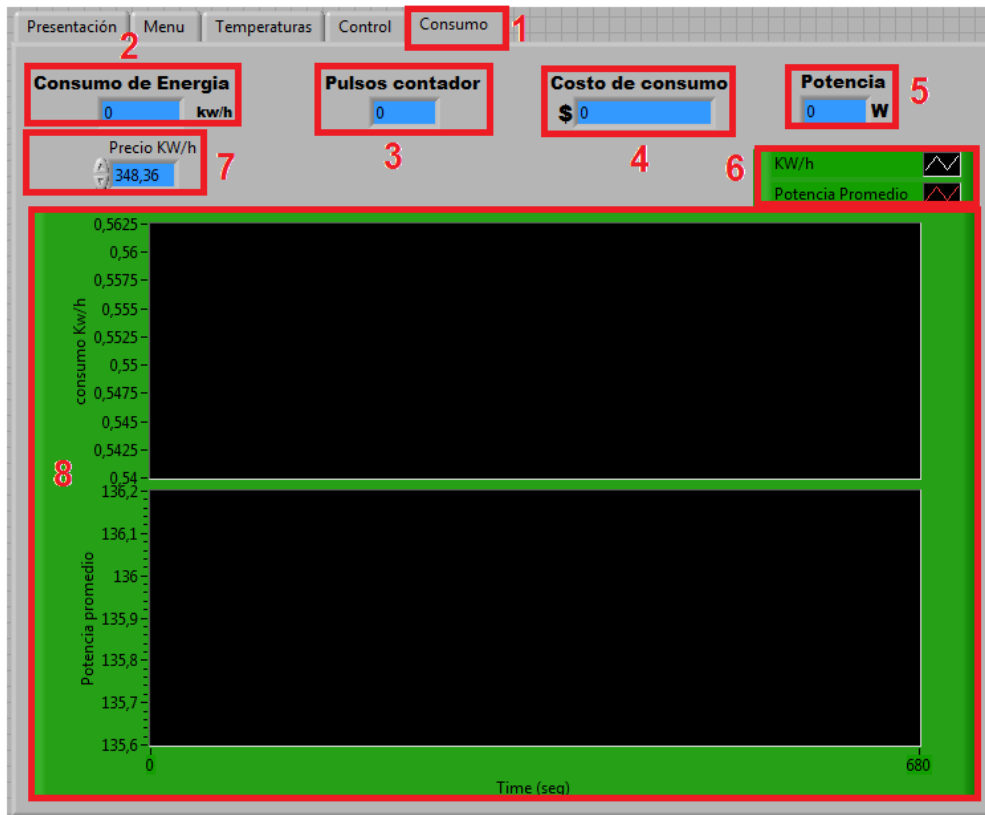 Presentación Menu Temperaturas Control Consumo 1
2
Consumo de Energia Pulsos contador Costo de consumo Potencia 5
0 kw/h 0 $ 0 0 W
3 4
Precio KW/h 7
348,36
6 KW/h
Potencia Promedio
0,5625
0,56
0,5575
0,555
0,5525
0,55
0,5475
0,545
0,5425
0,54
consumo Kw/h
8
136,2
136,1
136
135,9
135,8
135,7
135,6
Potencia promedio
0 680
Time (seg)